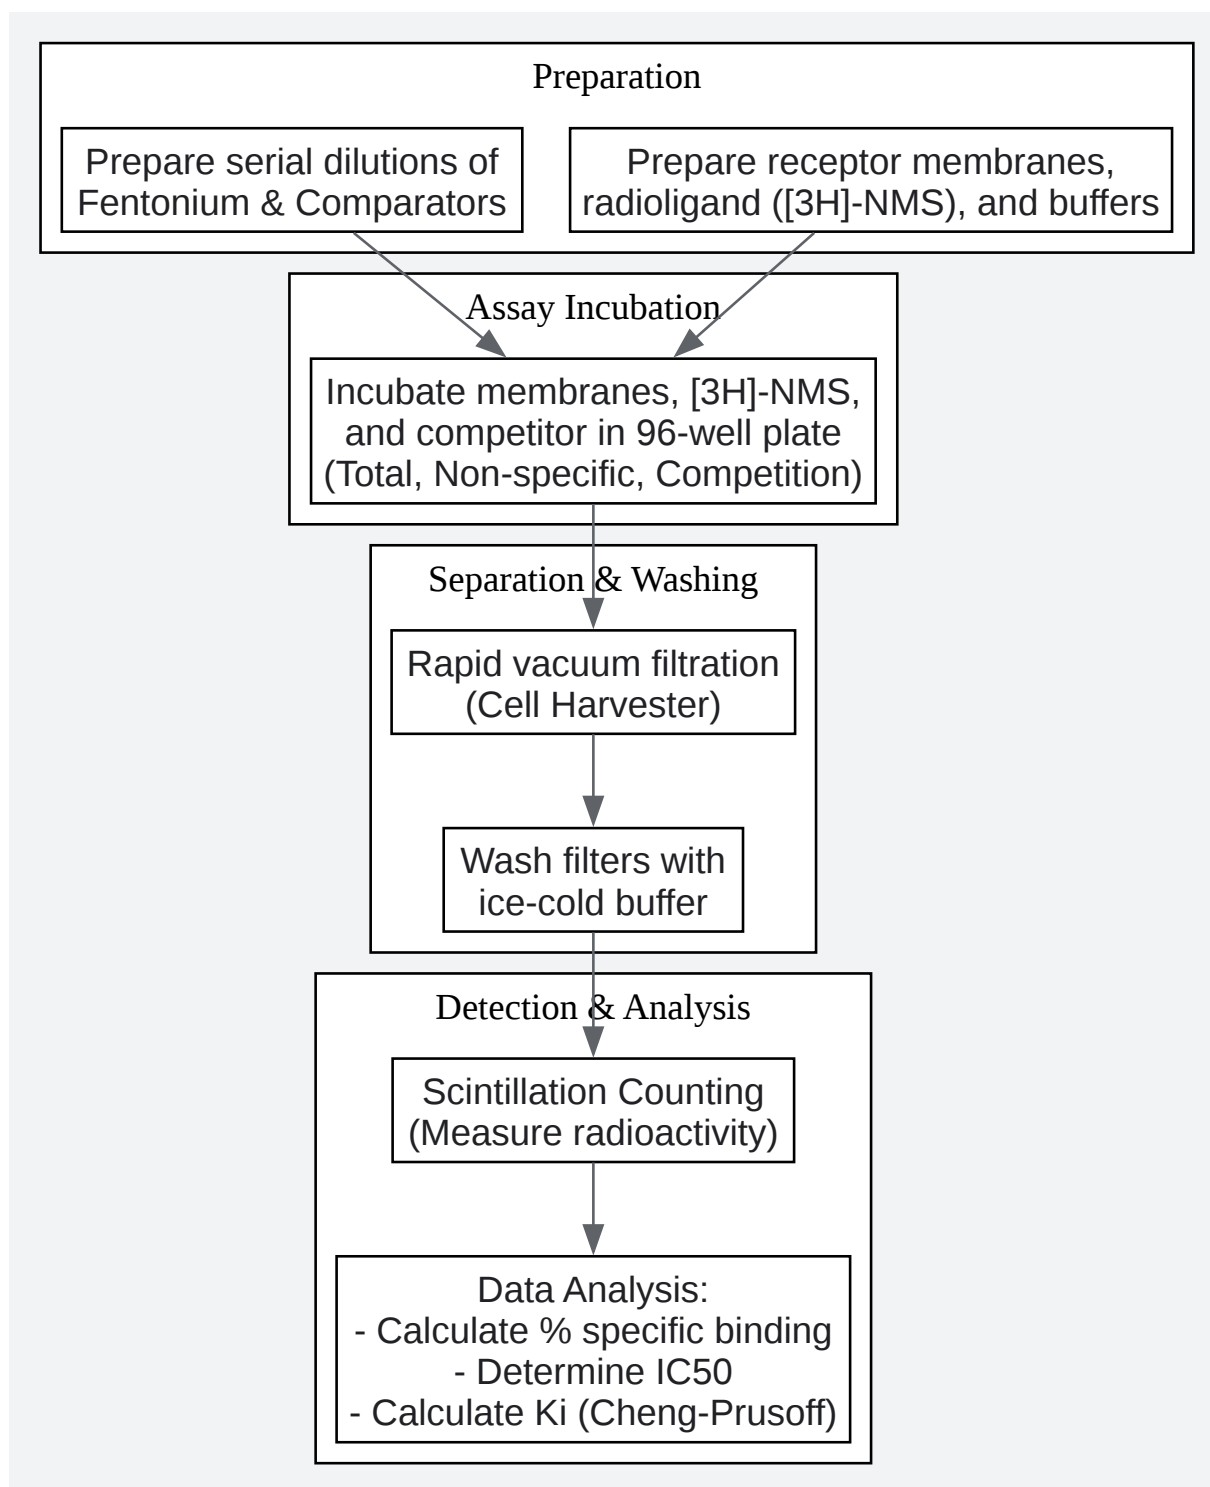 Preparation
Prepare serial dilutions of
Fentonium & Comparators
Prepare receptor membranes,
radioligand ([3H]-NMS), and buffers
Assay Incubation
Incubate membranes, [3H]-NMS,
and competitor in 96-well plate
(Total, Non-specific, Competition)
Separation & Washing
Rapid vacuum filtration
(Cell Harvester)
Wash filters with
ice-cold buffer
Detection & Analysis
Scintillation Counting
(Measure radioactivity)
Data Analysis:
- Calculate % specific binding
- Determine IC50
- Calculate Ki (Cheng-Prusoff)